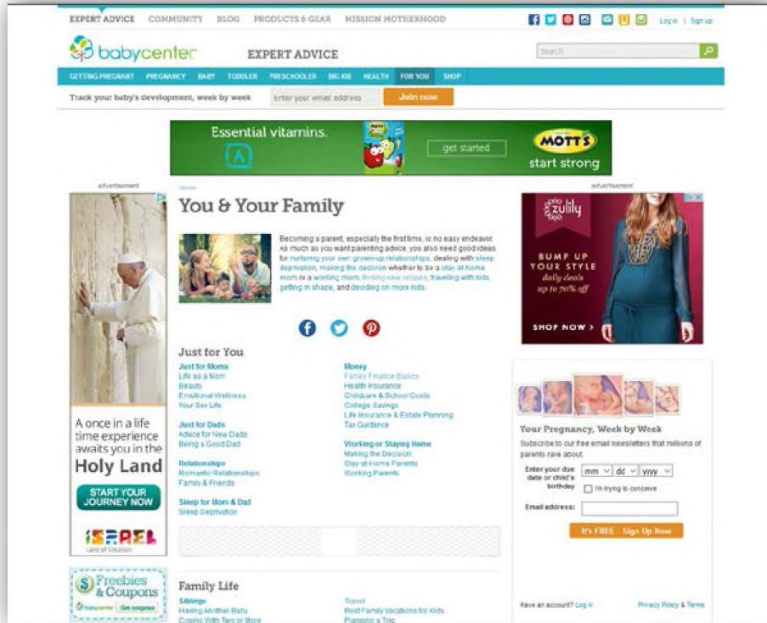 EXPERT ADVICE COMMUNITY BLOG PRODUCTS & GEAR MISSION MOTHERHOOD
Log in | Sign up
babycenter EXPERT ADVICE
Search
GETTING PREGNANT PREGNANCY BABY TODDLER PRESCHOOLER BIG KID HEALTH FOR YOU SHOP
Track your baby's development, week by week Enter your email address Join now
Essential vitamins.
A
MOTT'S
get started
MOTT'S
start strong
advertisement
Home
You & Your Family
Becoming a parent, especially the first time, is no easy endeavor.
As much as you want parenting advice, you also need good ideas
for nurturing your own grown-up relationships, dealing with sleep
deprivation, making the decision whether to be a stay-at-home
mom or a working mom, finding new recipes, traveling with kids,
getting in shape, and deciding on more kids.
Just for You
Just for Moms
Life as a Mom
Beauty
Emotional Wellness
Your Sex Life
Just for Dads
Advice for New Dads
Being a Good Dad
Relationships
Romantic Relationships
Family & Friends
Sleep for Mom & Dad
Sleep Deprivation
Money
Family Finance Basics
Health Insurance
Childcare & School Costs
College Savings
Life Insurance & Estate Planning
Tax Guidance
Working or Staying Home
Making the Decision
Stay-at-Home Parents
Working Parents
Family Life
Siblings
Having Another Baby
Coping With Two or More
Travel
Best Family Vacations for Kids
Planning a Trip
A once in a life
time experience
awaits you in the
Holy Land
START YOUR
JOURNEY NOW
ISRAEL
Land of Creation
Freebies
& Coupons
babycenter Get coupons
advertisement
zulily
BUMP UP
YOUR STYLE
daily deals
up to 70% off
SHOP NOW >
Your Pregnancy, Week by Week
Subscribe to our free email newsletters that millions of
parents rave about.
Enter your due
date or child's
birthday
mm dd yyyy
I'm trying to conceive
Email address:
It's FREE - Sign Up Now
Have an account? Log in Privacy Policy & Terms